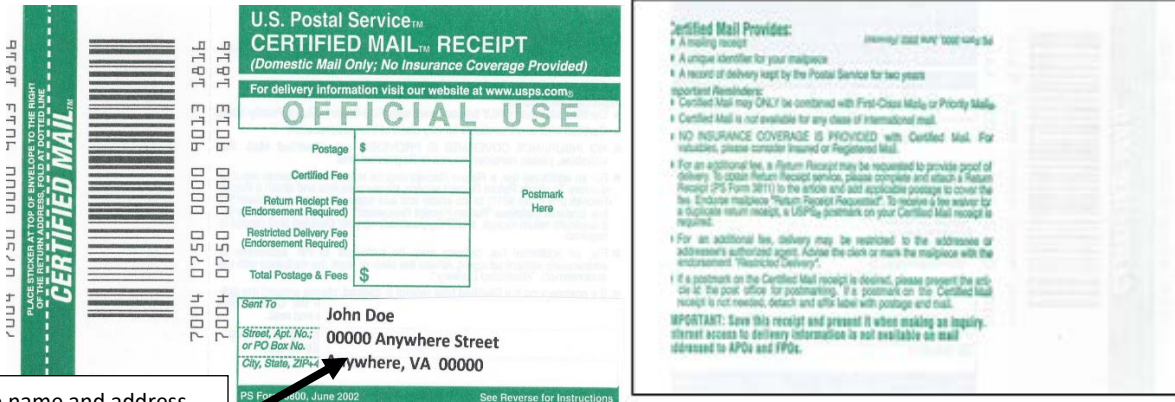 7004 0750 0000 9013 1816
PLACE STICKER AT TOP OF ENVELOPE TO THE RIGHT
OF THE RETURN ADDRESS, FOLD AT DOTTED LINE
CERTIFIED MAIL™
7004 0750 0000 9013 1816
7004 0750 0000 9013 1816
U.S. Postal Service™
CERTIFIED MAIL™ RECEIPT
(Domestic Mail Only; No Insurance Coverage Provided)
For delivery information visit our website at www.usps.com®
OFFICIAL USE
Postage $
Certified Fee
Return Reciept Fee
(Endorsement Required)
Restricted Delivery Fee
(Endorsement Required)
Total Postage & Fees $
Postmark
Here
Sent To
John Doe
Street, Apt. No.;
or PO Box No.
00000 Anywhere Street
City, State, ZIP+4
Anywhere, VA 00000
PS Form 3800, June 2002 See Reverse for Instructions
name and address
Certified Mail Provides:
A mailing receipt
PS Form 3800, June 2002 (Reverse)
A unique identifier for your mailpiece
A record of delivery kept by the Postal Service for two years
Important Reminders:
Certified Mail may ONLY be combined with First-Class Mail® or Priority Mail®.
Certified Mail is not available for any class of international mail.
NO INSURANCE COVERAGE IS PROVIDED with Certified Mail. For
valuables, please consider Insured or Registered Mail.
For an additional fee, a Return Receipt may be requested to provide proof of
delivery. To obtain Return Receipt service, please complete and attach a Return
Receipt (PS Form 3811) to the article and add applicable postage to cover the
fee. Endorse mailpiece "Return Receipt Requested". To receive a fee waiver for
a duplicate return receipt, a USPS® postmark on your Certified Mail receipt is
required.
For an additional fee, delivery may be restricted to the addressee or
addressee's authorized agent. Advise the clerk or mark the mailpiece with the
endorsement "Restricted Delivery".
If a postmark on the Certified Mail receipt is desired, please present the arti-
cle at the post office for postmarking. If a postmark on the Certified Mail
receipt is not needed, detach and affix label with postage and mail.
IMPORTANT: Save this receipt and present it when making an inquiry.
Internet access to delivery information is not available on mail
addressed to APOs and FPOs.